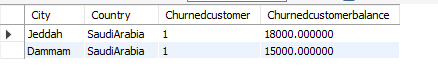 City Country Churnedcustomer Churnedcustomerbalance
Jeddah SaudiArabia 1 18000.000000
Dammam SaudiArabia 1 15000.000000